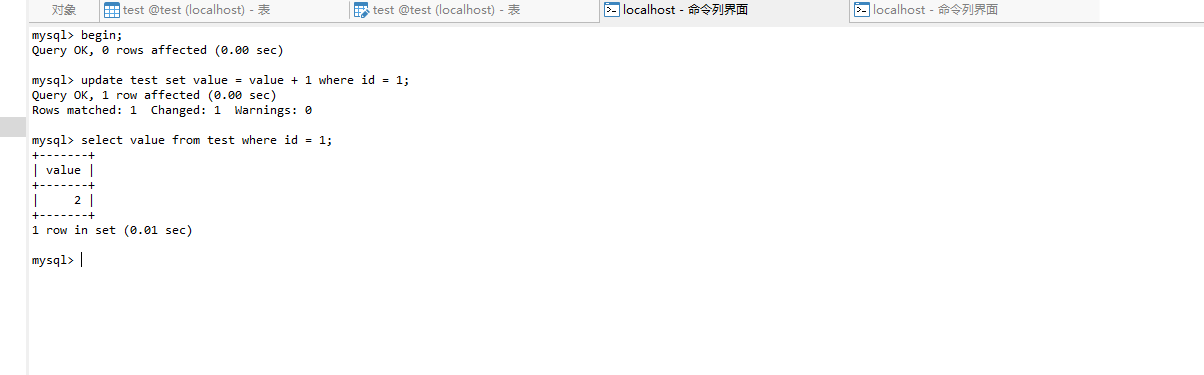 对象 test @test (localhost) - 表 test @test (localhost) - 表 localhost - 命令列界面 localhost - 命令列界面
mysql> begin;
Query OK, 0 rows affected (0.00 sec)
mysql> update test set value = value + 1 where id = 1;
Query OK, 1 row affected (0.00 sec)
Rows matched: 1  Changed: 1  Warnings: 0
mysql> select value from test where id = 1;
+-------+
| value |
+-------+
|     2 |
+-------+
1 row in set (0.01 sec)
mysql>